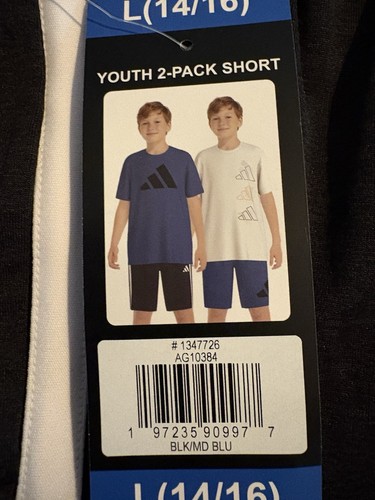 L(14/16)
YOUTH 2-PACK SHORT
# 1347726
AG10384
1 97235 90997 7
BLK/MD BLU
L(14/16)